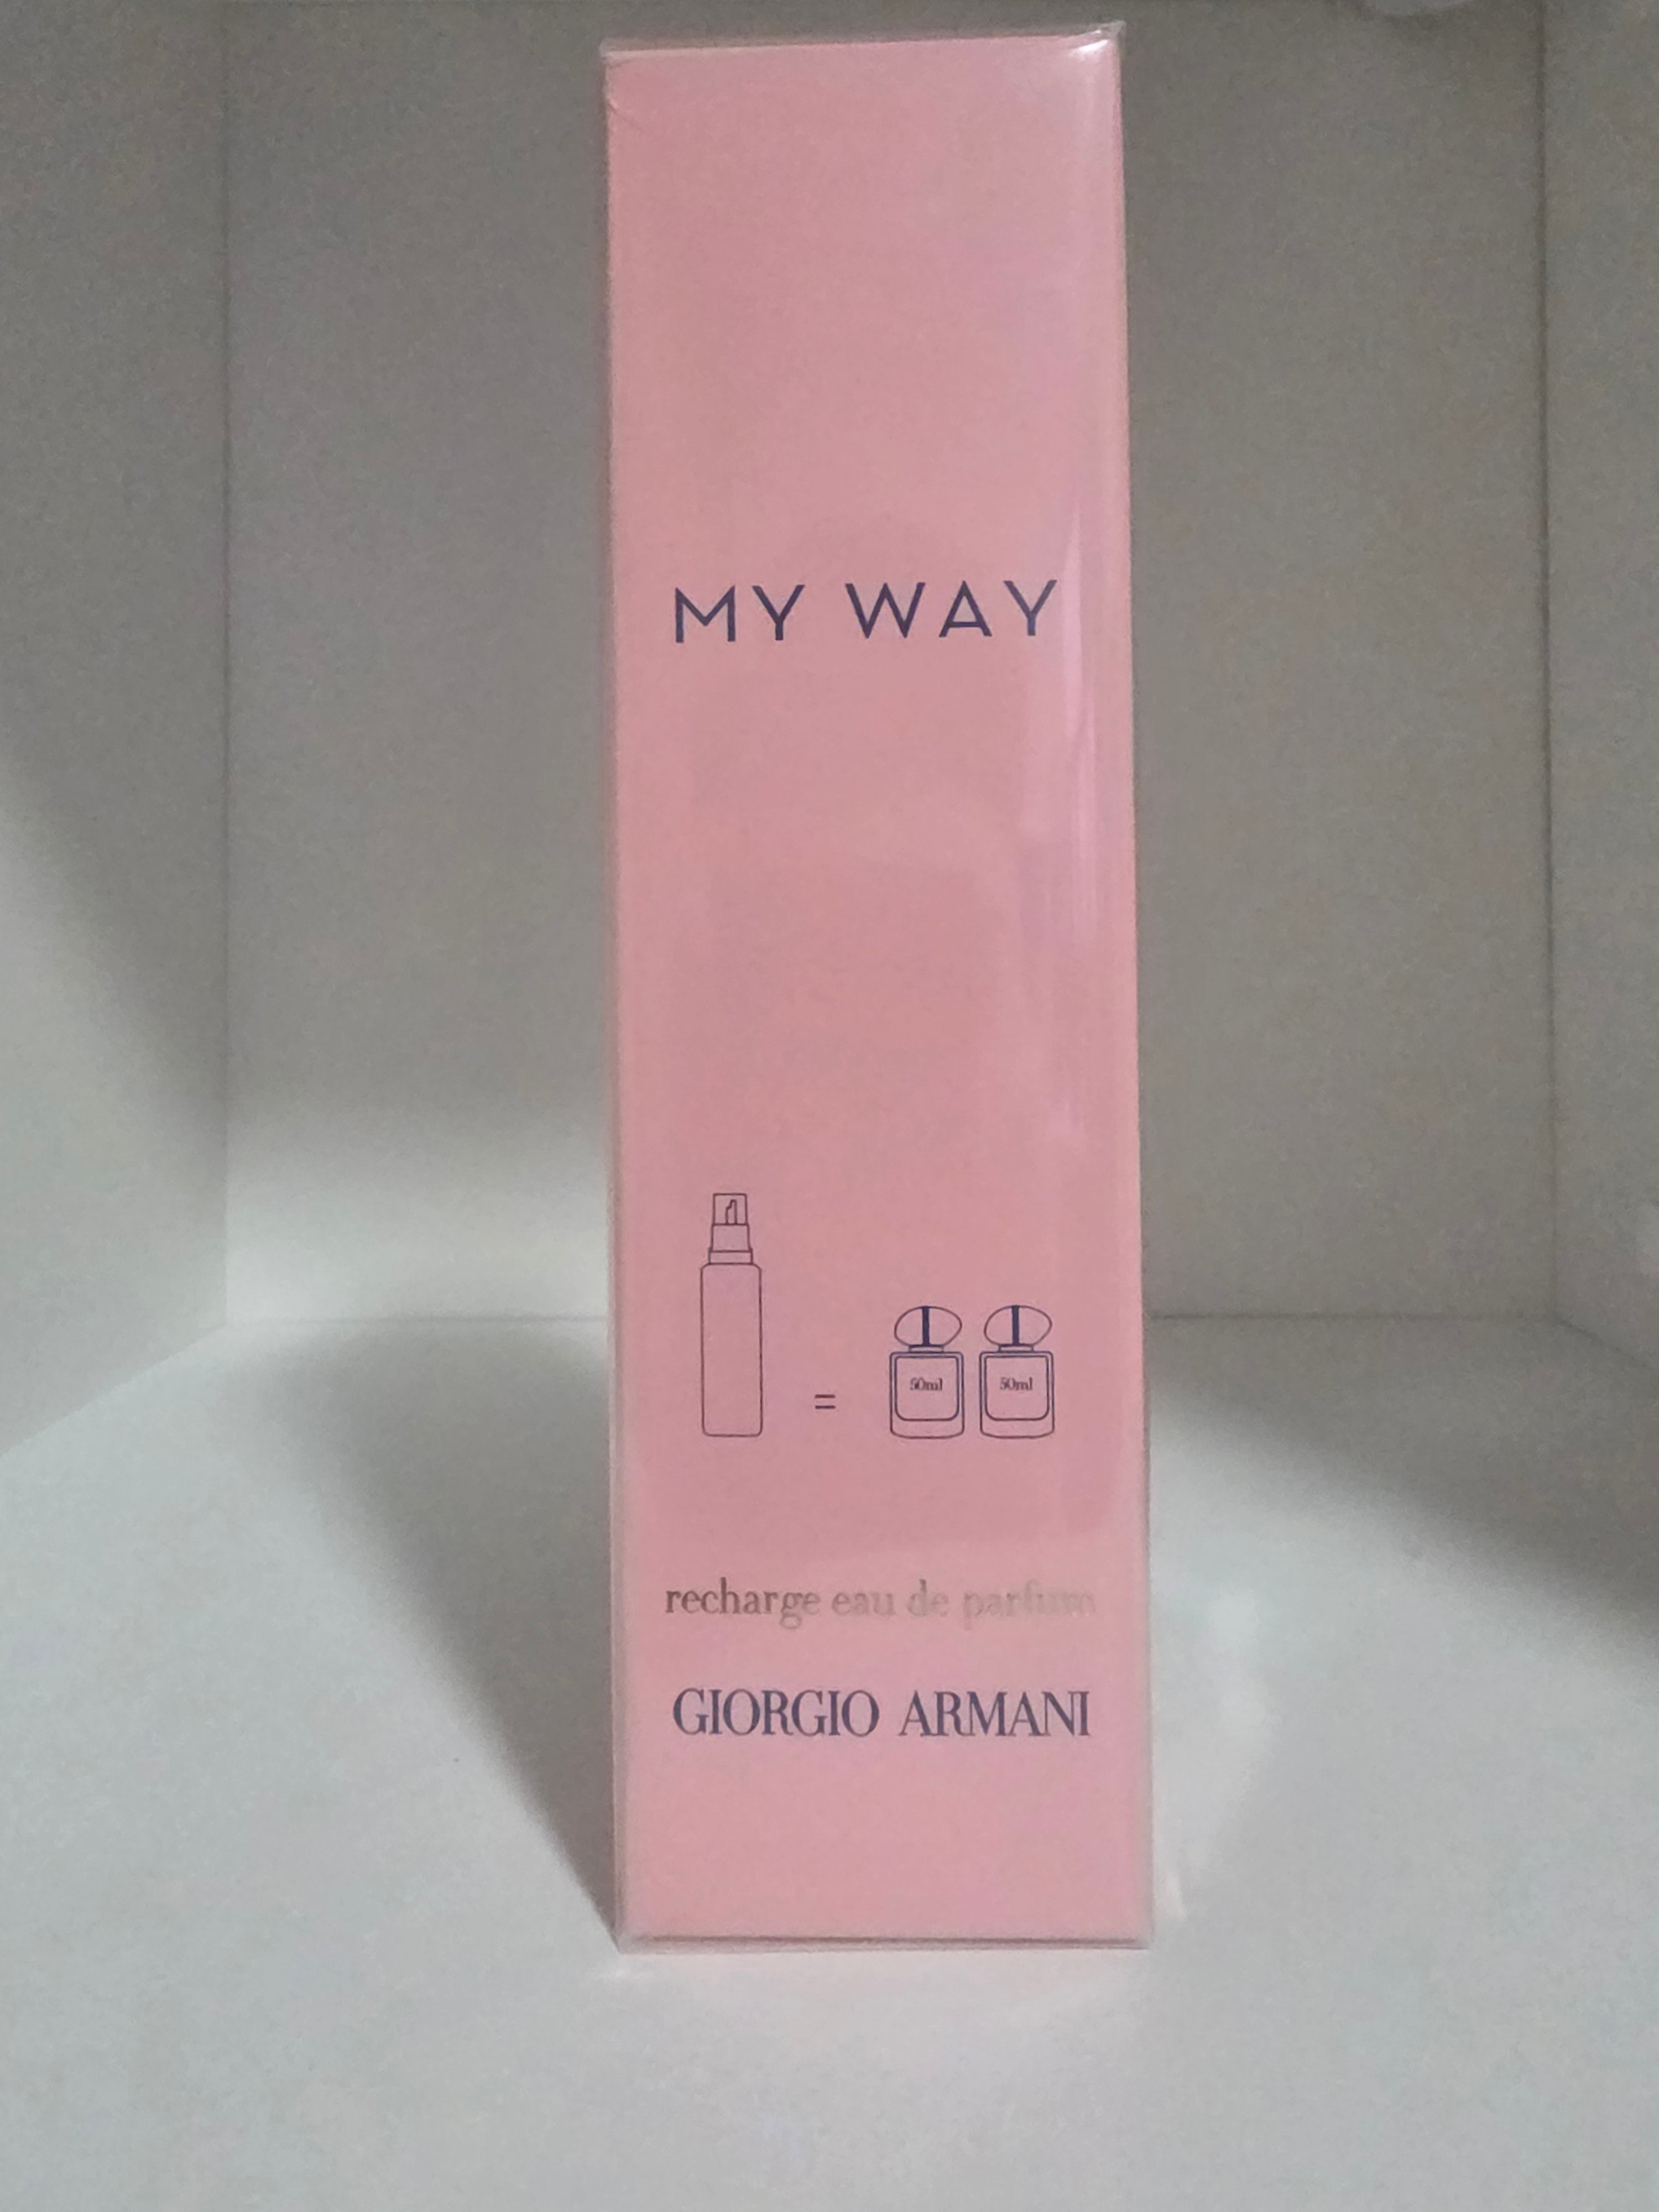 MY WAY
=
50ml 50ml
recharge eau de parfum
GIORGIO ARMANI